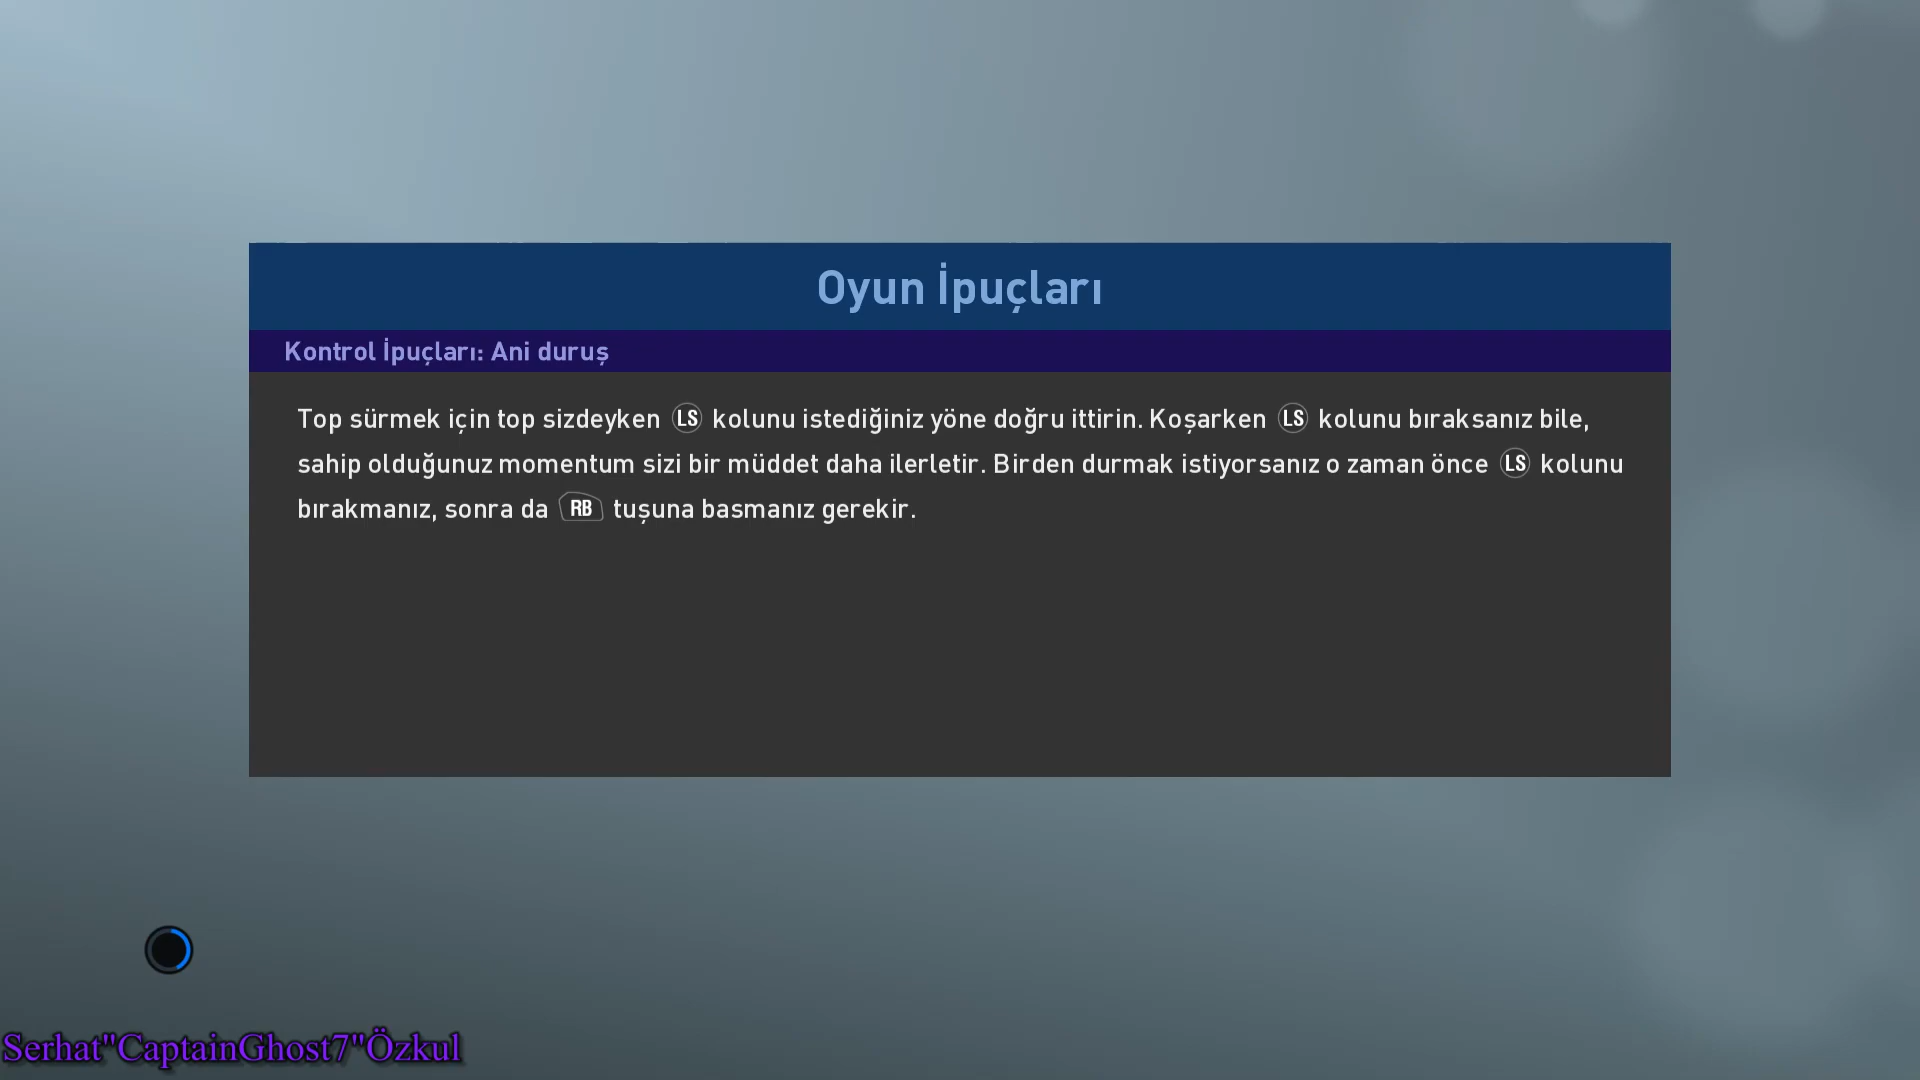 Oyun İpuçları
Kontrol İpuçları: Ani duruş
Top sürmek için top sizdeyken LS kolunu istediğiniz yöne doğru ittirin. Koşarken LS kolunu bıraksanız bile,
sahip olduğunuz momentum sizi bir müddet daha ilerletir. Birden durmak istiyorsanız o zaman önce LS kolunu
bırakmanız, sonra da RB tuşuna basmanız gerekir.
Serhat"CaptainGhost7"Özkul